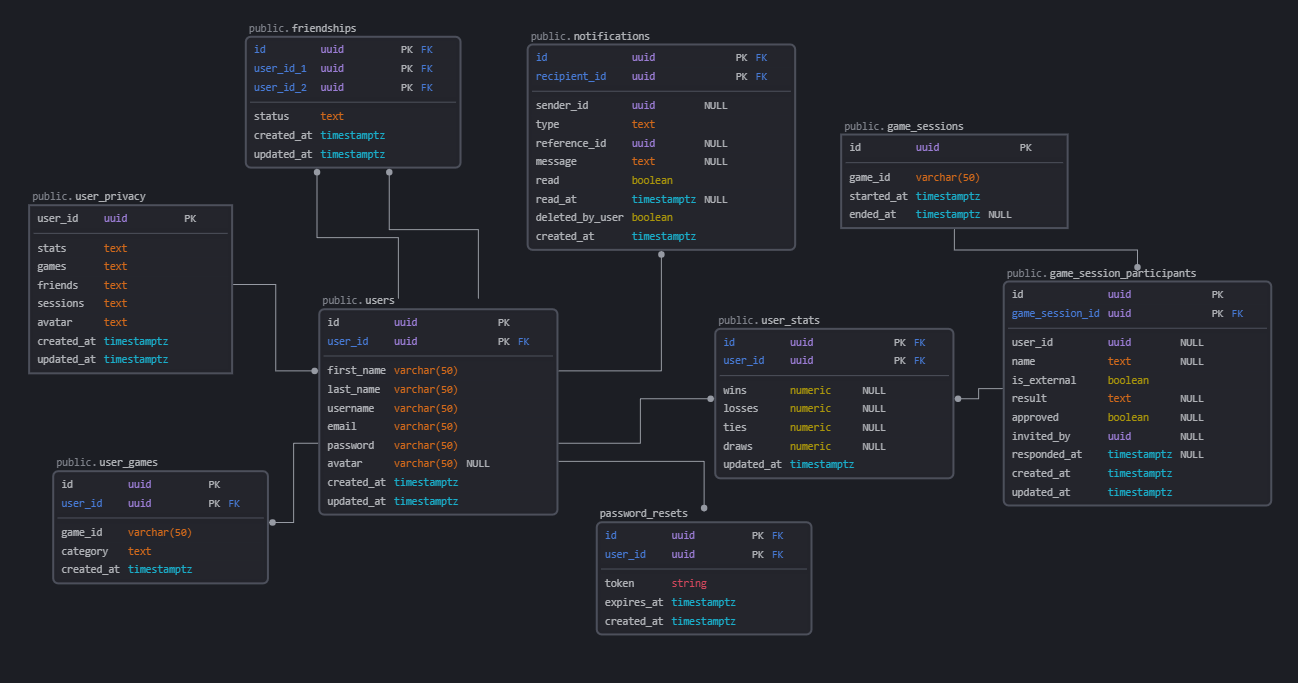 public.friendships
id uuid PK FK
user_id_1 uuid PK FK
user_id_2 uuid PK FK
status text
created_at timestamptz
updated_at timestamptz
public.notifications
id uuid PK FK
recipient_id uuid PK FK
sender_id uuid NULL
type text
reference_id uuid NULL
message text NULL
read boolean
read_at timestamptz NULL
deleted_by_user boolean
created_at timestamptz
public.game_sessions
id uuid PK
game_id varchar(50)
started_at timestamptz
ended_at timestamptz NULL
public.user_privacy
user_id uuid PK
stats text
games text
friends text
sessions text
avatar text
created_at timestamptz
updated_at timestamptz
public.users
id uuid PK
user_id uuid PK FK
first_name varchar(50)
last_name varchar(50)
username varchar(50)
email varchar(50)
password varchar(50)
avatar varchar(50) NULL
created_at timestamptz
updated_at timestamptz
public.user_stats
id uuid PK FK
user_id uuid PK FK
wins numeric NULL
losses numeric NULL
ties numeric NULL
draws numeric NULL
updated_at timestamptz
public.game_session_participants
id uuid PK
game_session_id uuid PK FK
user_id uuid NULL
name text NULL
is_external boolean
result text NULL
approved boolean NULL
invited_by uuid NULL
responded_at timestamptz NULL
created_at timestamptz
updated_at timestamptz
public.user_games
id uuid PK
user_id uuid PK FK
game_id varchar(50)
category text
created_at timestamptz
password_resets
id uuid PK FK
user_id uuid PK FK
token string
expires_at timestamptz
created_at timestamptz